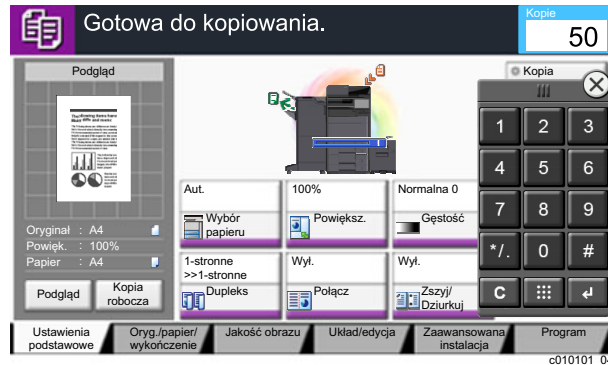 Gotowa do kopiowania.
Kopie
50
Podgląd
Kopia
Oryginał : A4
Powięk. : 100%
Papier : A4
Podgląd
Kopia
robocza
Aut.
Wybór
papieru
100%
Powiększ.
Normalna 0
Gęstość
1-stronne
>>1-stronne
Dupleks
Wył.
Połącz
Wył.
Zszyj/
Dziurkuj
1 2 3
4 5 6
7 8 9
*/. 0 #
C
Ustawienia
podstawowe
Oryg./papier/
wykończenie
Jakość obrazu
Układ/edycja
Zaawansowana
instalacja
Program
c010101